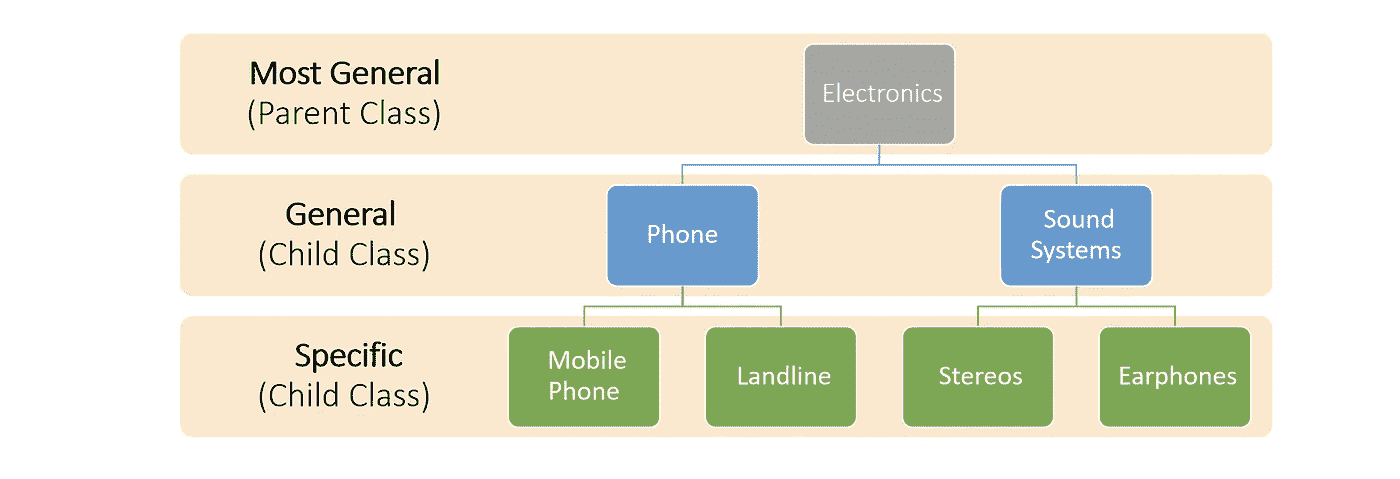 Most General
(Parent Class)
Electronics
General
(Child Class)
Phone
Sound
Systems
Specific
(Child Class)
Mobile
Phone
Landline
Stereos
Earphones